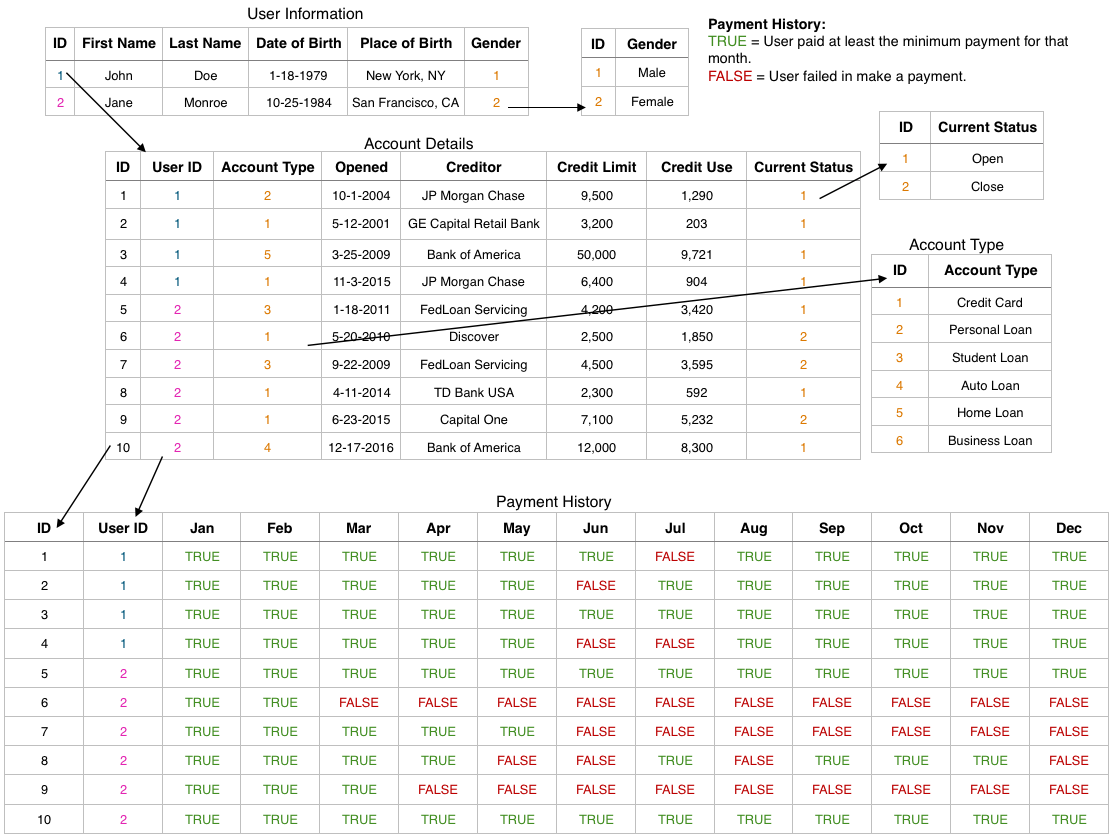 User Information
ID First Name Last Name Date of Birth Place of Birth Gender
1 John Doe 1-18-1979 New York, NY 1
2 Jane Monroe 10-25-1984 San Francisco, CA 2
ID Gender
1 Male
2 Female
Payment History:
TRUE = User paid at least the minimum payment for that
month.
FALSE = User failed in make a payment.
ID Current Status
1 Open
2 Close
Account Details
ID User ID Account Type Opened Creditor Credit Limit Credit Use Current Status
1 1 2 10-1-2004 JP Morgan Chase 9,500 1,290 1
2 1 1 5-12-2001 GE Capital Retail Bank 3,200 203 1
3 1 5 3-25-2009 Bank of America 50,000 9,721 1
4 1 1 11-3-2015 JP Morgan Chase 6,400 904 1
5 2 3 1-18-2011 FedLoan Servicing 4,200 3,420 1
6 2 1 5-20-2010 Discover 2,500 1,850 2
7 2 3 9-22-2009 FedLoan Servicing 4,500 3,595 2
8 2 1 4-11-2014 TD Bank USA 2,300 592 1
9 2 1 6-23-2015 Capital One 7,100 5,232 2
10 2 4 12-17-2016 Bank of America 12,000 8,300 1
Account Type
ID Account Type
1 Credit Card
2 Personal Loan
3 Student Loan
4 Auto Loan
5 Home Loan
6 Business Loan
Payment History
ID User ID Jan Feb Mar Apr May Jun Jul Aug Sep Oct Nov Dec
1 1 TRUE TRUE TRUE TRUE TRUE TRUE FALSE TRUE TRUE TRUE TRUE TRUE
2 1 TRUE TRUE TRUE TRUE TRUE FALSE TRUE TRUE TRUE TRUE TRUE TRUE
3 1 TRUE TRUE TRUE TRUE TRUE TRUE TRUE TRUE TRUE TRUE TRUE TRUE
4 1 TRUE TRUE TRUE TRUE TRUE FALSE FALSE TRUE TRUE TRUE TRUE TRUE
5 2 TRUE TRUE TRUE TRUE TRUE TRUE TRUE TRUE TRUE TRUE TRUE TRUE
6 2 TRUE TRUE FALSE FALSE FALSE FALSE FALSE FALSE FALSE FALSE FALSE FALSE
7 2 TRUE TRUE TRUE TRUE TRUE FALSE FALSE FALSE FALSE FALSE FALSE FALSE
8 2 TRUE TRUE TRUE TRUE FALSE FALSE TRUE FALSE TRUE TRUE TRUE FALSE
9 2 TRUE TRUE TRUE FALSE FALSE FALSE FALSE FALSE FALSE FALSE FALSE FALSE
10 2 TRUE TRUE TRUE TRUE TRUE TRUE TRUE TRUE TRUE TRUE TRUE TRUE